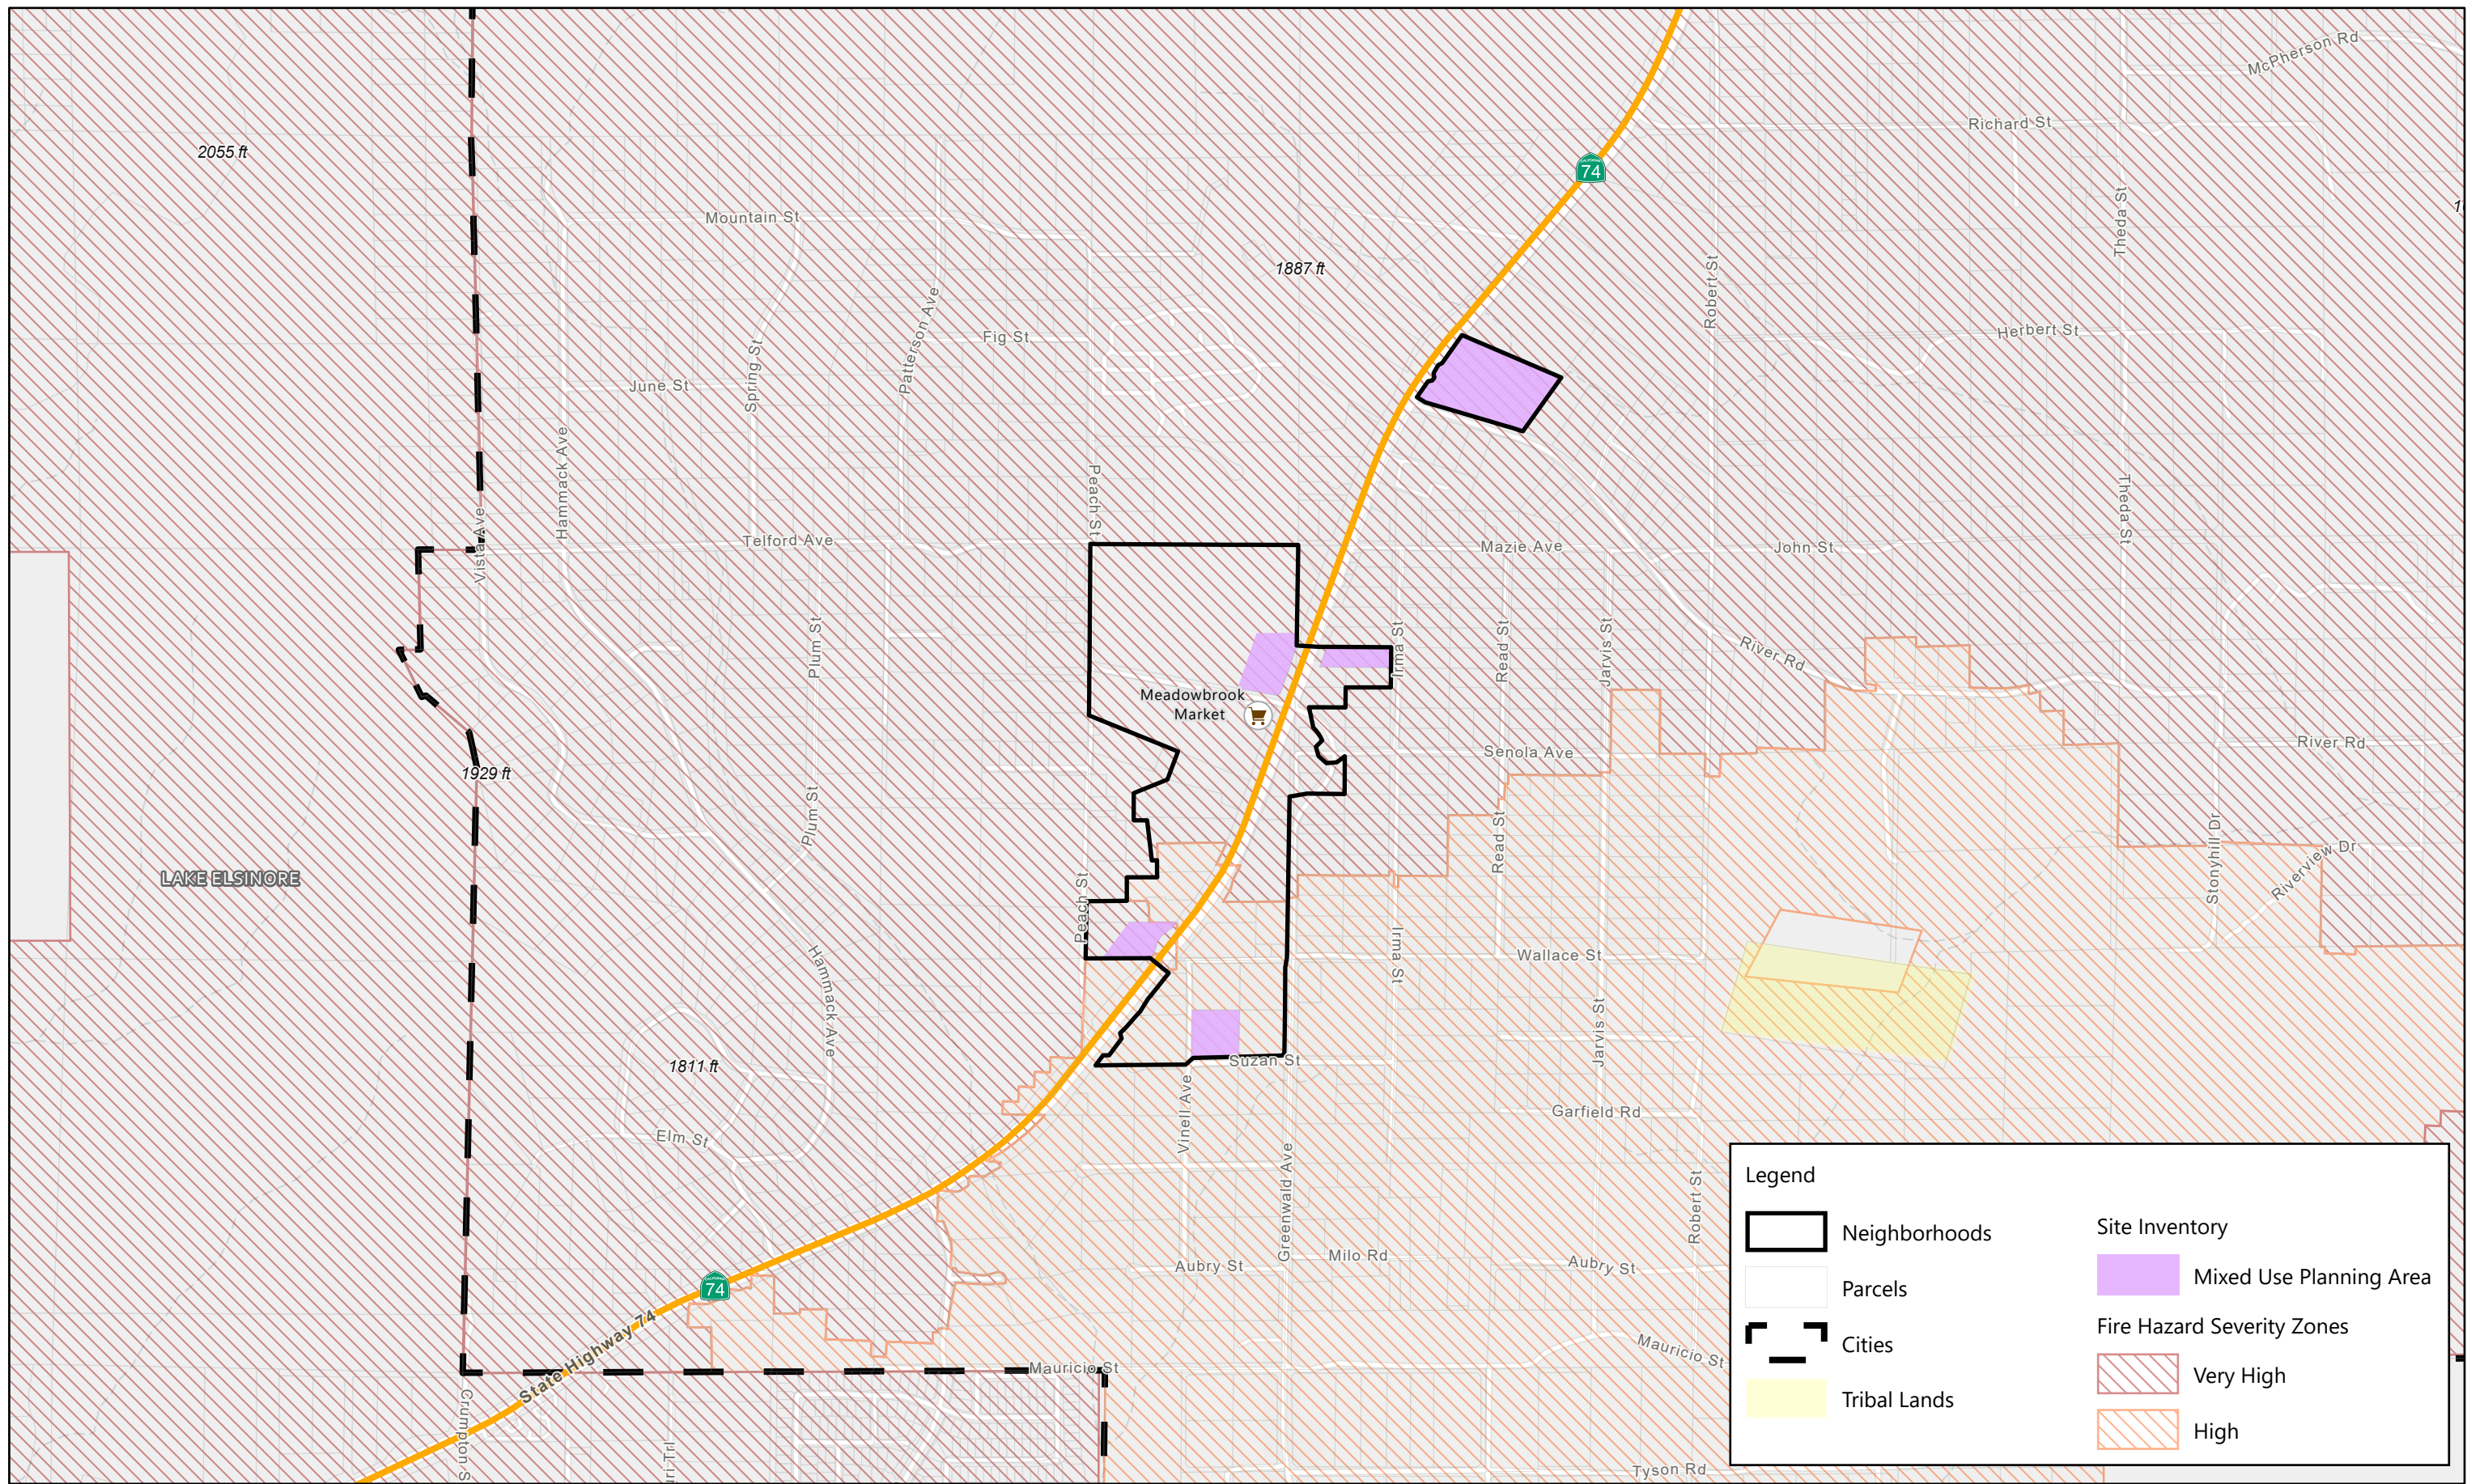 McPherson Rd
Richard St
2055 ft
CALIFORNIA
74
Mountain St
Theda St
1887 ft
Robert St
Patterson Ave
Herbert St
Fig St
Spring St
June St
Hammack Ave
Peach St
Theda St
Vista Ave
Telford Ave
Mazie Ave
John St
Plum St
Irma St
Read St
Jarvis St
River Rd
Meadowbrook
Market
Senola Ave
River Rd
1929 ft
Plum St
Read St
Stonyhill Dr
Riverview Dr
LAKE ELSINORE
Peach St
Irma St
Wallace St
Hammack Ave
Jarvis St
1811 ft
Suzan St
Vinell Ave
Garfield Rd
Elm St
Greenwald Ave
Robert St
Milo Rd
Aubry St
Aubry St
CALIFORNIA
74
State Highway 74
Mauricio St
Mauricio St
Crumpton S
ri Trl
Tyson Rd
Legend
Neighborhoods
Parcels
Cities
Tribal Lands
Site Inventory
Mixed Use Planning Area
Fire Hazard Severity Zones
Very High
High